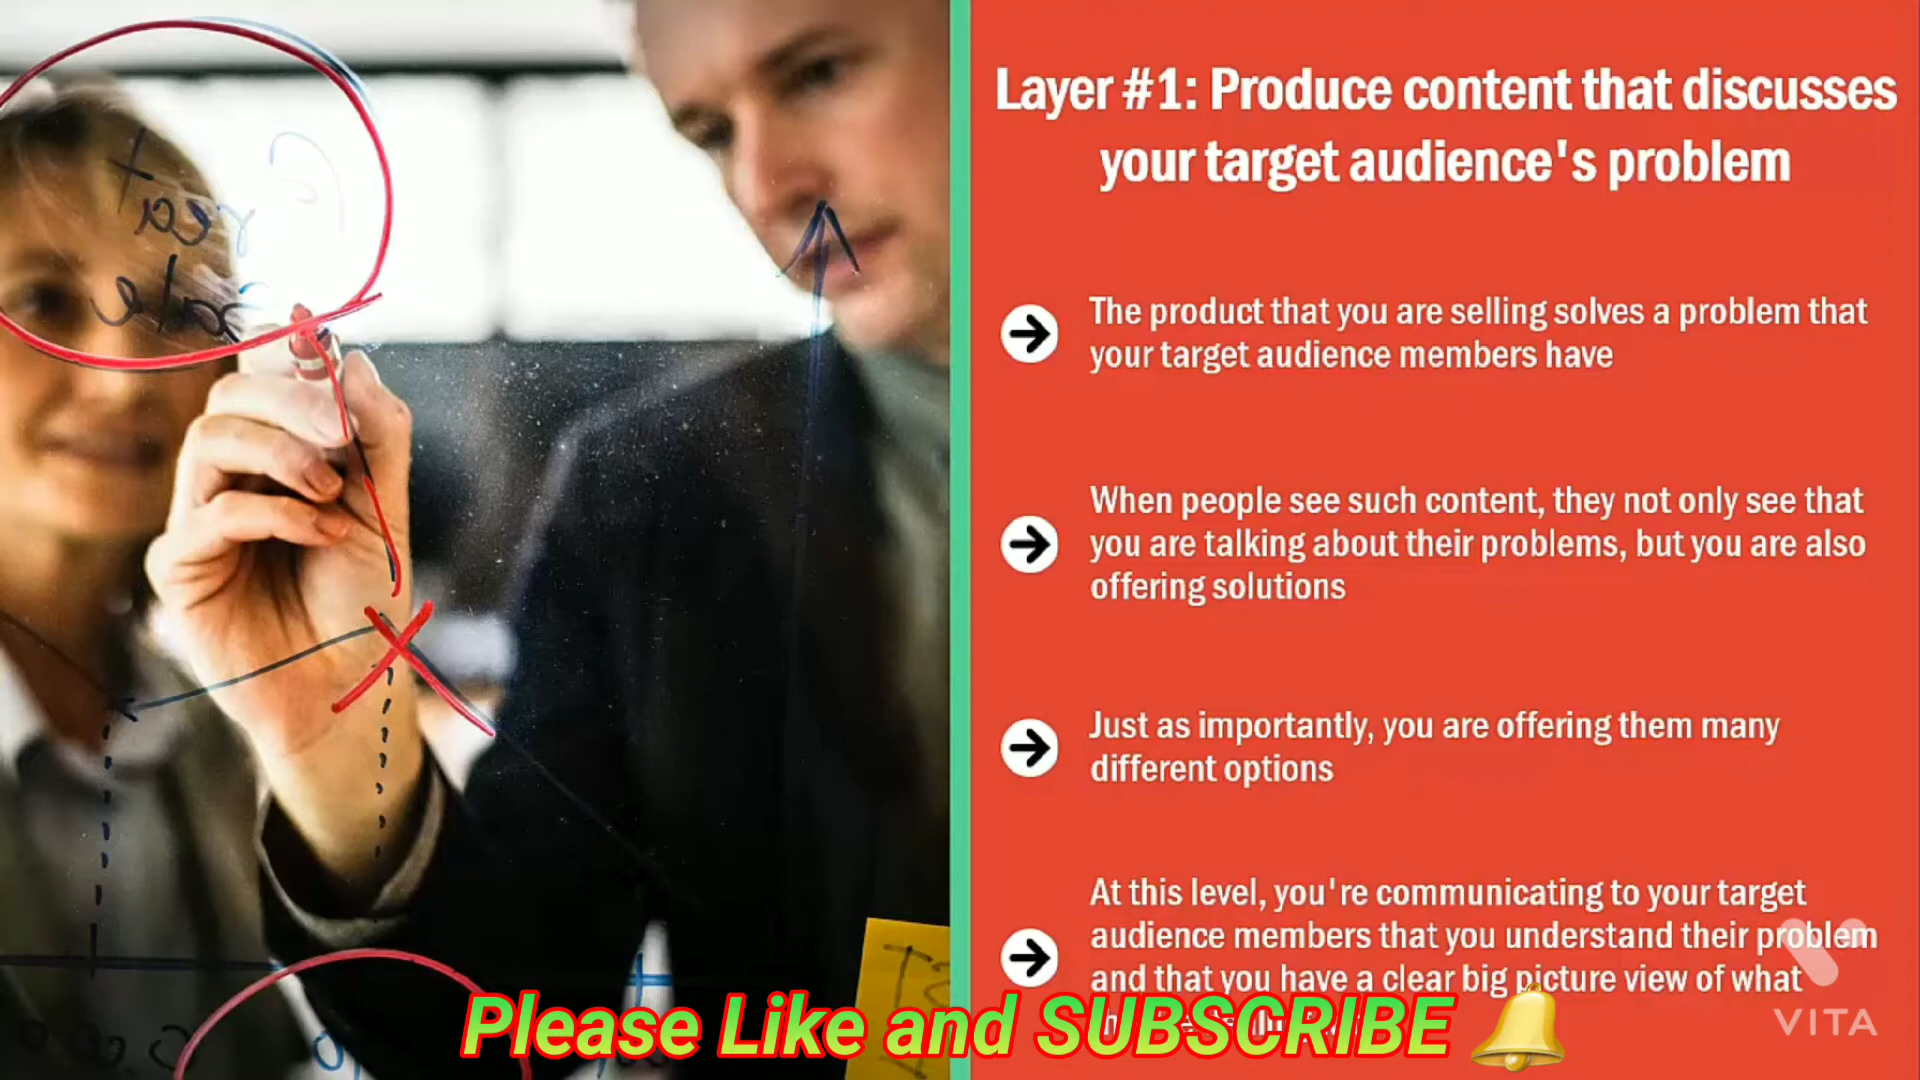 Layer #1: Produce content that discusses
your target audience's problem
The product that you are selling solves a problem that
your target audience members have
When people see such content, they not only see that
you are talking about their problems, but you are also
offering solutions
Just as importantly, you are offering them many
different options
At this level, you're communicating to your target
audience members that you understand their problem
and that you have a clear big picture view of what
Please Like and SUBSCRIBE
VITA